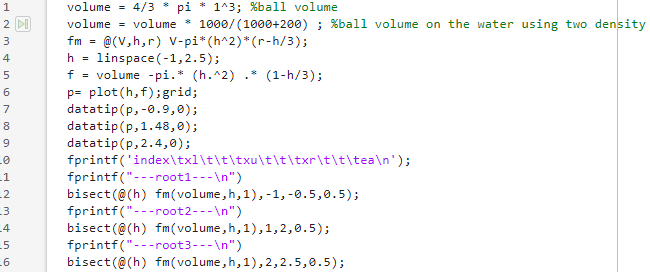 1 volume = 4/3 * pi * 1^3; %ball volume
2 volume = volume * 1000/(1000+200) ; %ball volume on the water using two density
3 fm = @(V,h,r) V-pi*(h^2)*(r-h/3);
4 h = linspace(-1,2.5);
5 f = volume -pi.* (h.^2) .* (1-h/3);
6 p= plot(h,f);grid;
7 datatip(p,-0.9,0);
8 datatip(p,1.48,0);
9 datatip(p,2.4,0);
.0 fprintf('index\txl\t\t\txu\t\t\txr\t\t\tea\n');
.1 fprintf("---root1---\n")
.2 bisect(@(h) fm(volume,h,1),-1,-0.5,0.5);
.3 fprintf("---root2---\n")
.4 bisect(@(h) fm(volume,h,1),1,2,0.5);
.5 fprintf("---root3---\n")
.6 bisect(@(h) fm(volume,h,1),2,2.5,0.5);